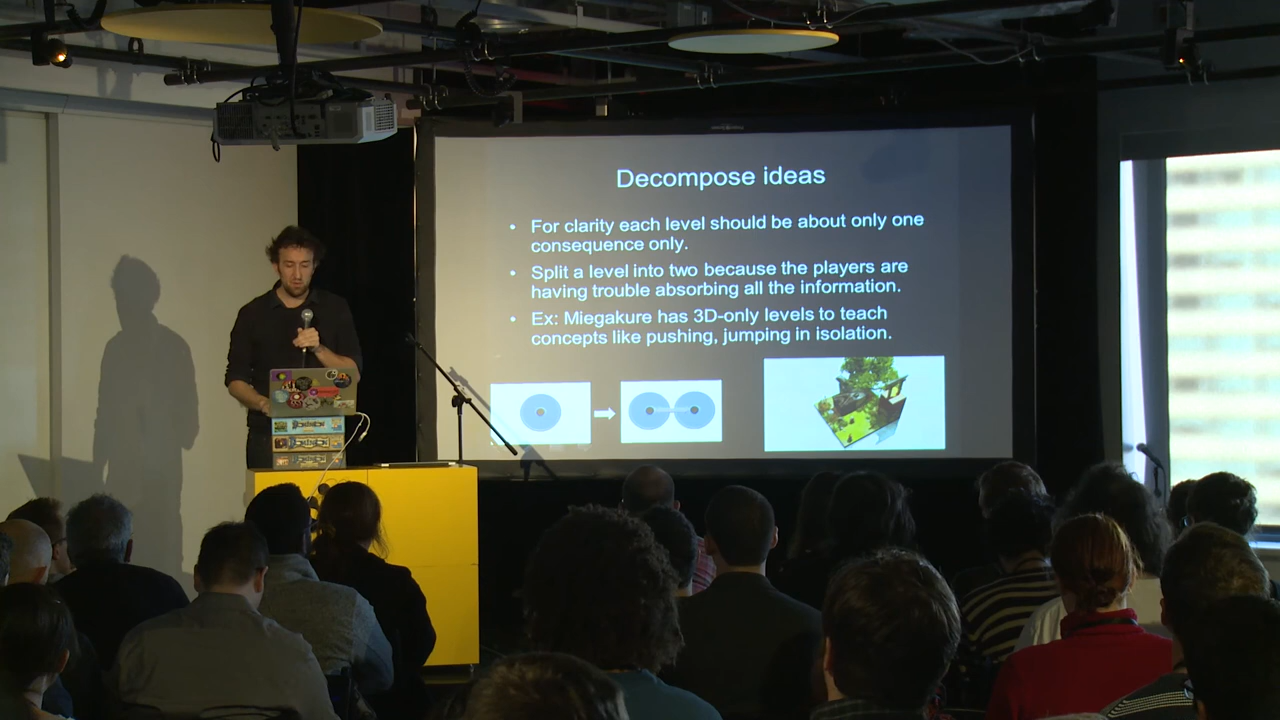 Decompose ideas
• For clarity each level should be about only one
consequence only.
• Split a level into two because the players are
having trouble absorbing all the information.
• Ex: Miegakure has 3D-only levels to teach
concepts like pushing, jumping in isolation.